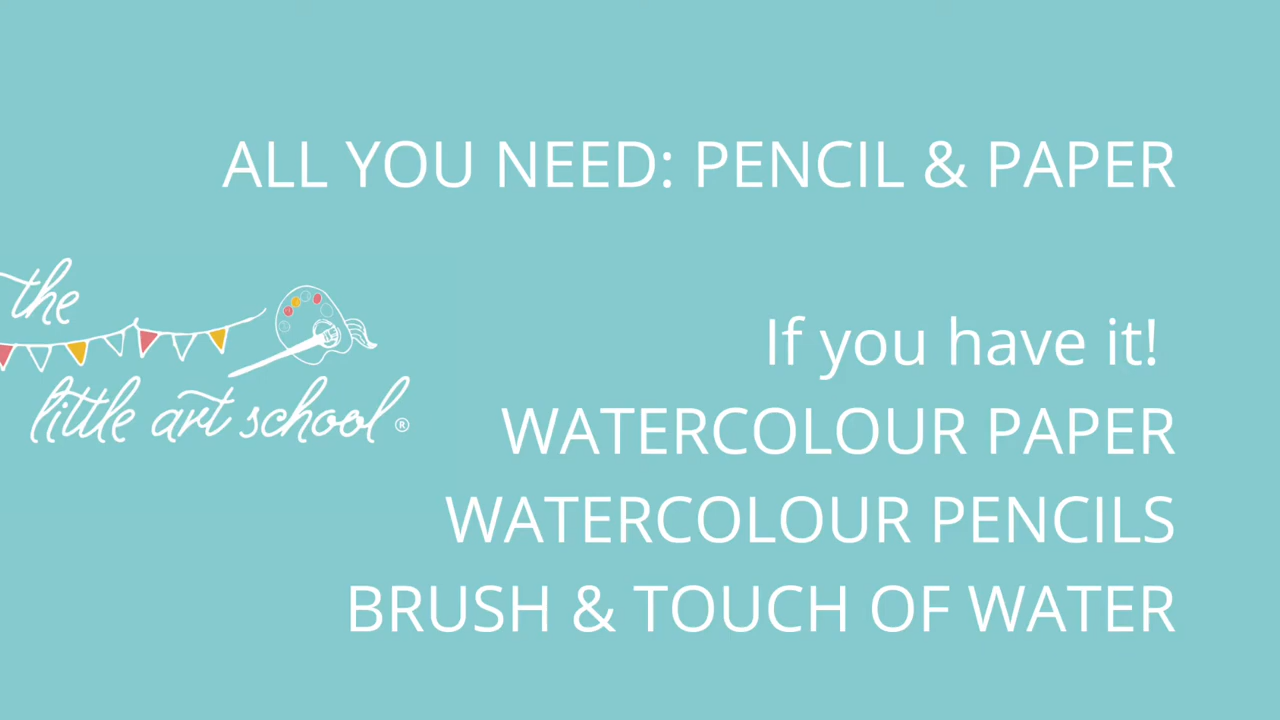 ALL YOU NEED: PENCIL & PAPER
the
little art school®
If you have it!
WATERCOLOUR PAPER
WATERCOLOUR PENCILS
BRUSH & TOUCH OF WATER